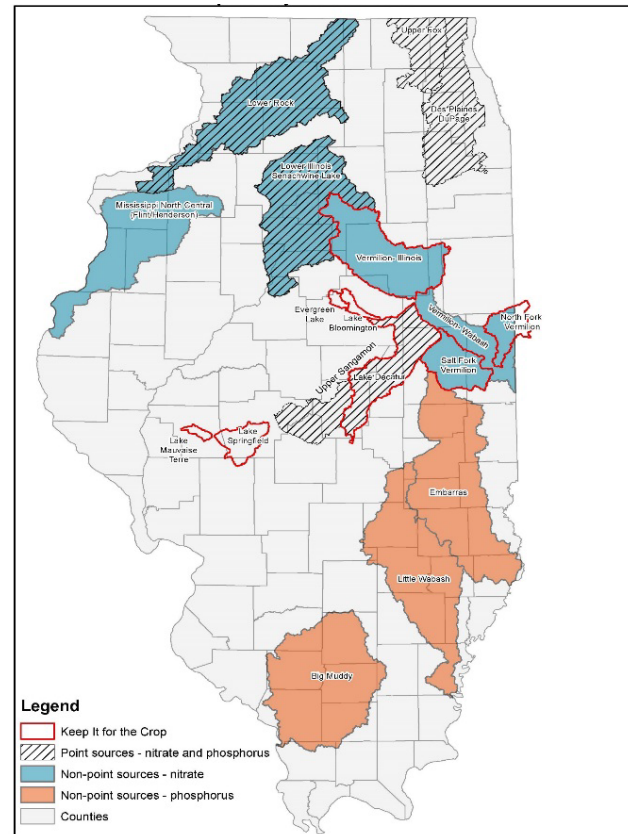 Upper Fox
Lower Rock
Des Plaines
DuPage
Lower Illinois
Senachwine Lake
Mississippi North Central
(Flint/Henderson)
Vermilion- Illinois
Evergreen
Lake
Lake
Bloomington
Vermilion- Wabash
North Fork
Vermilion
Salt Fork
Vermilion
Upper Sangamon
Lake Decatur
Lake
Springfield
Lake
Mauvaise
Terre
Embarras
Little Wabash
Big Muddy
Legend
Keep It for the Crop
Point sources - nitrate and phosphorus
Non-point sources - nitrate
Non-point sources - phosphorus
Counties